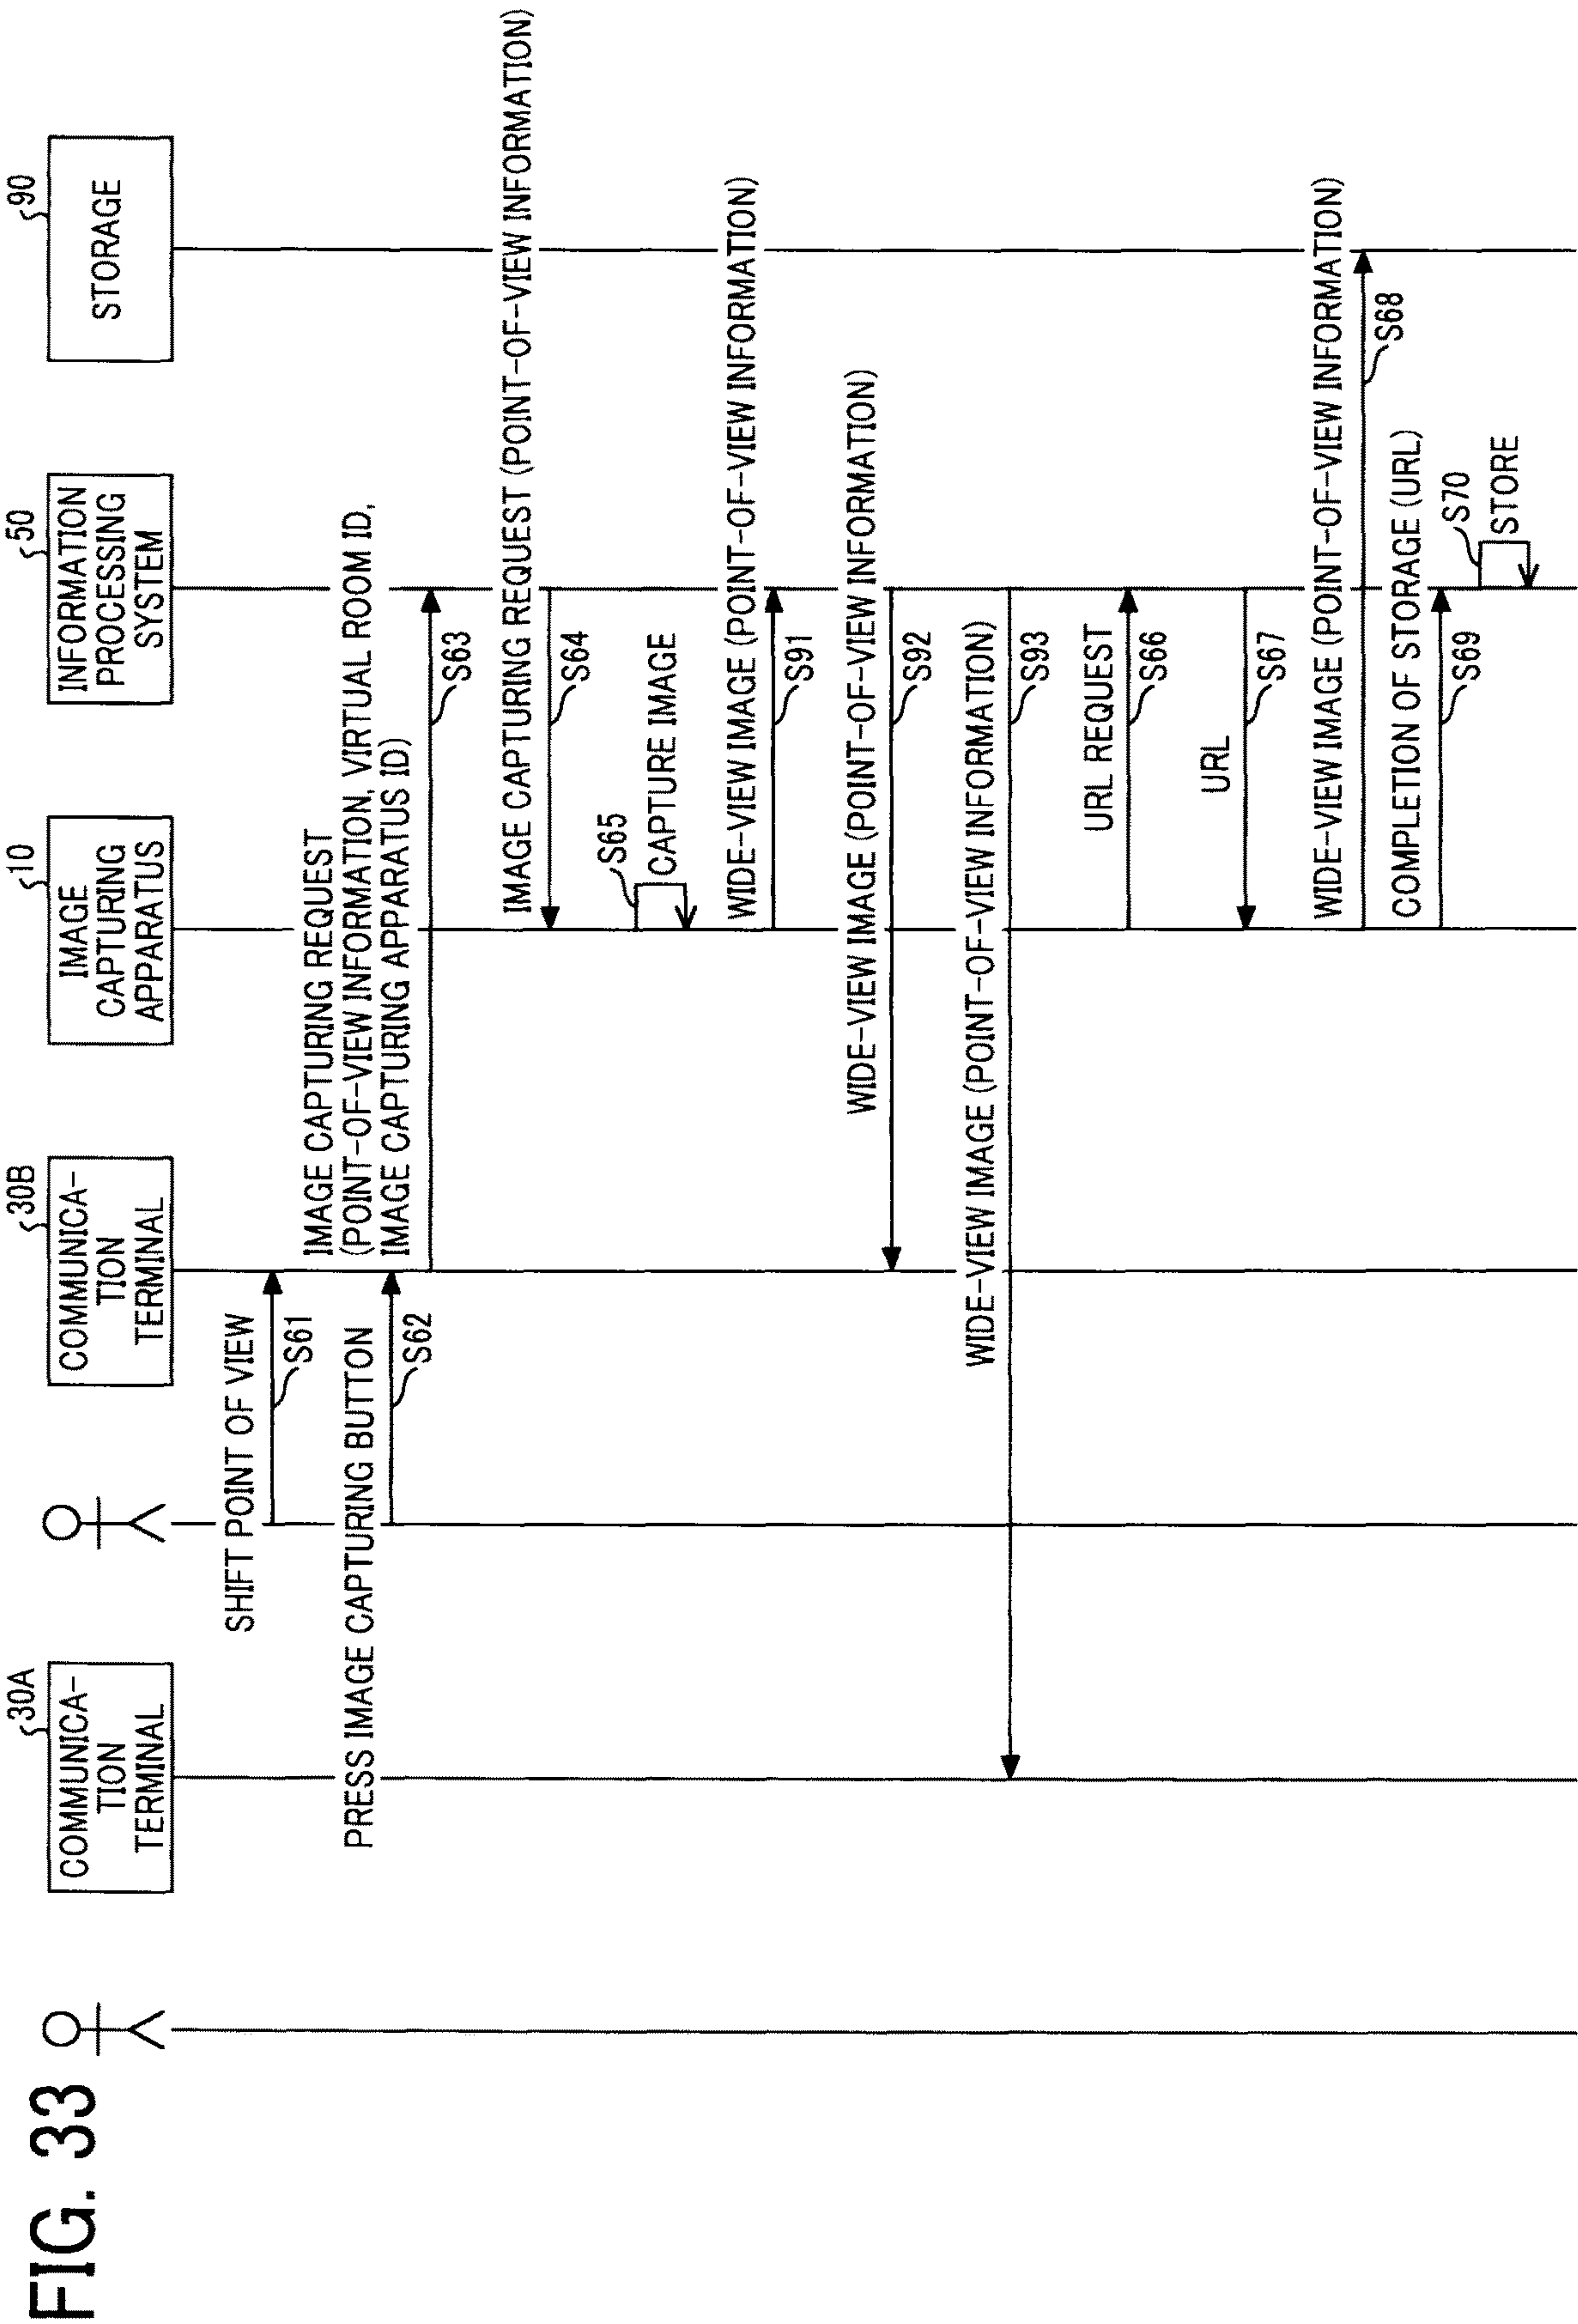 FIG. 33
30A
COMMUNICA-
TION
TERMINAL
30B
COMMUNICA-
TION
TERMINAL
10
IMAGE
CAPTURING
APPARATUS
50
INFORMATION
PROCESSING
SYSTEM
90
STORAGE
SHIFT POINT OF VIEW
S61
PRESS IMAGE CAPTURING BUTTON
S62
IMAGE CAPTURING REQUEST
(POINT-OF-VIEW INFORMATION, VIRTUAL ROOM ID,
IMAGE CAPTURING APPARATUS ID)
S63
IMAGE CAPTURING REQUEST (POINT-OF-VIEW INFORMATION)
S64
S65
CAPTURE IMAGE
WIDE-VIEW IMAGE (POINT-OF-VIEW INFORMATION)
S91
WIDE-VIEW IMAGE (POINT-OF-VIEW INFORMATION)
S92
WIDE-VIEW IMAGE (POINT-OF-VIEW INFORMATION)
S93
URL REQUEST
S66
URL
S67
WIDE-VIEW IMAGE (POINT-OF-VIEW INFORMATION)
S68
COMPLETION OF STORAGE (URL)
S69
S70
STORE